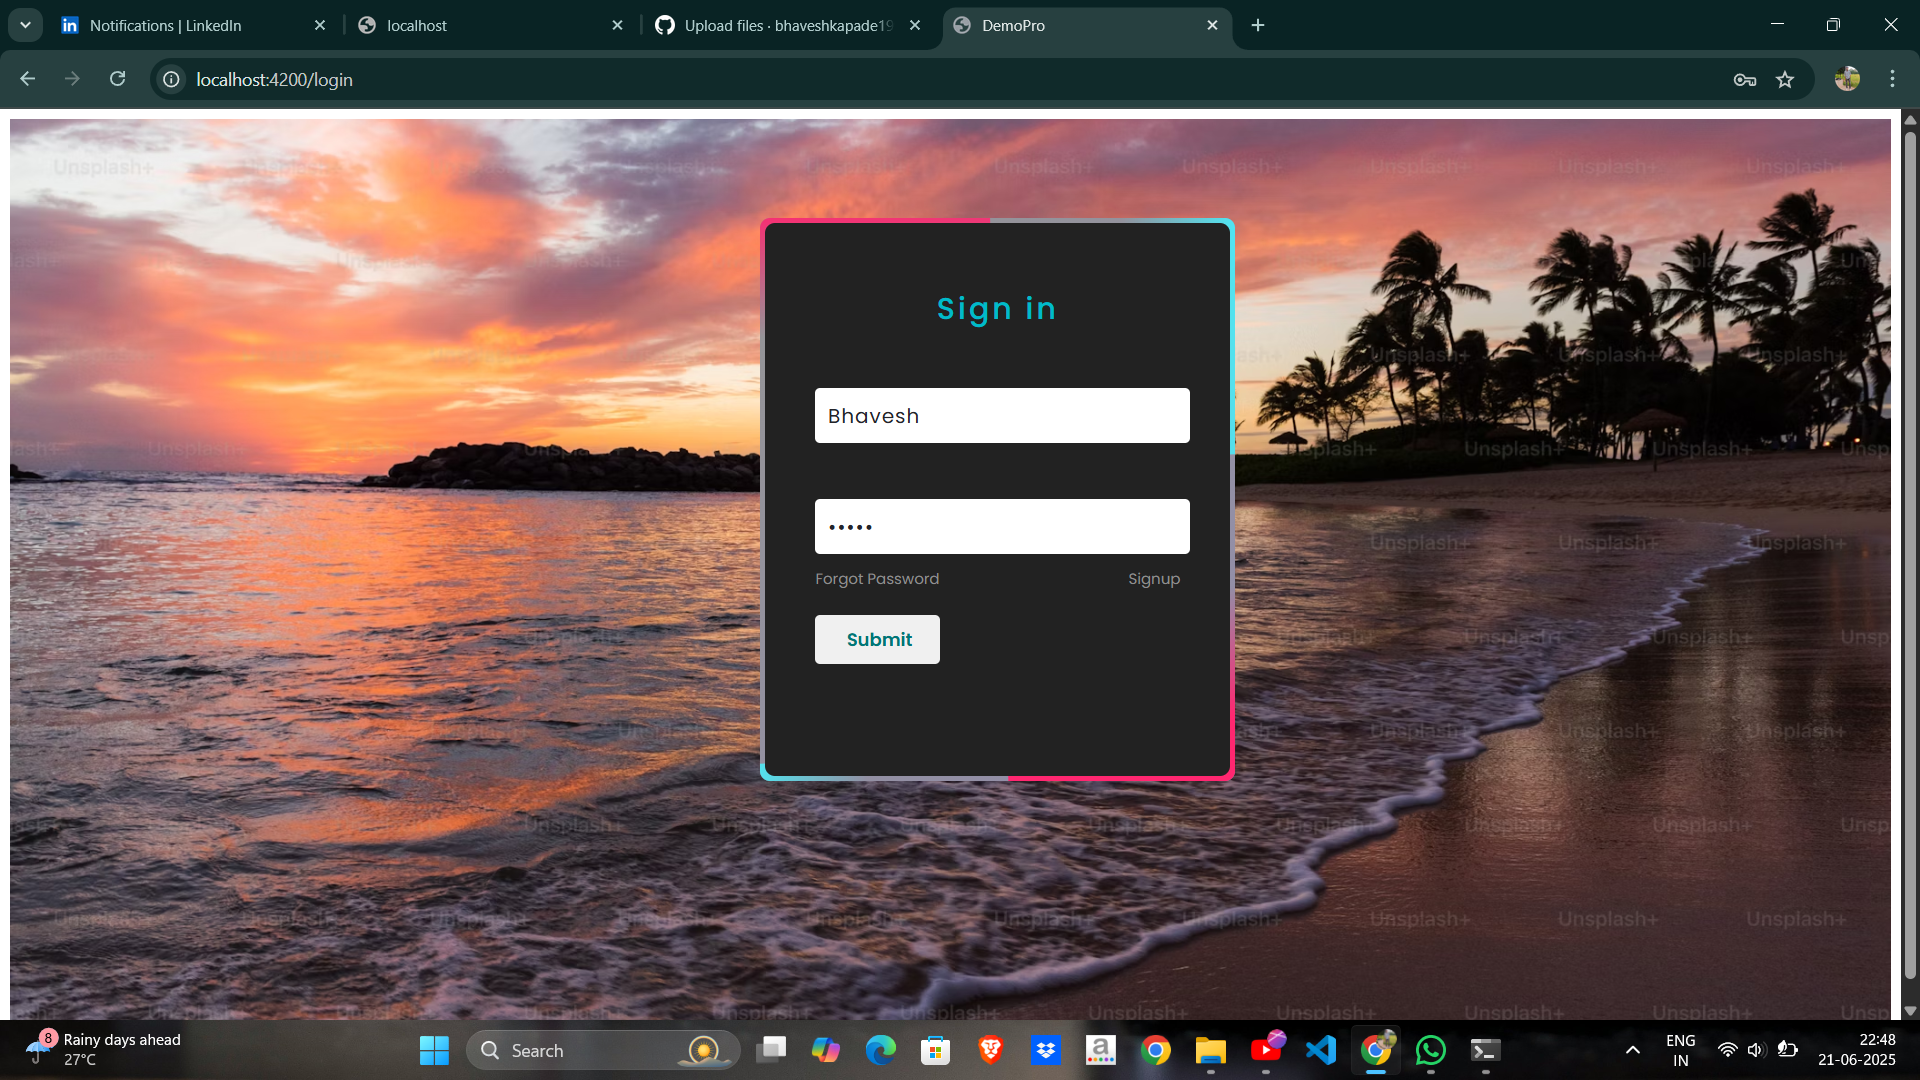 Notifications | LinkedIn
localhost
Upload files · bhaveshkapade19
DemoPro
localhost:4200/login
Unsplash+
Sign in
Bhavesh
•••••
Forgot Password
Signup
Submit
8
Rainy days ahead
27°C
Search
ENG
IN
22:48
21-06-2025